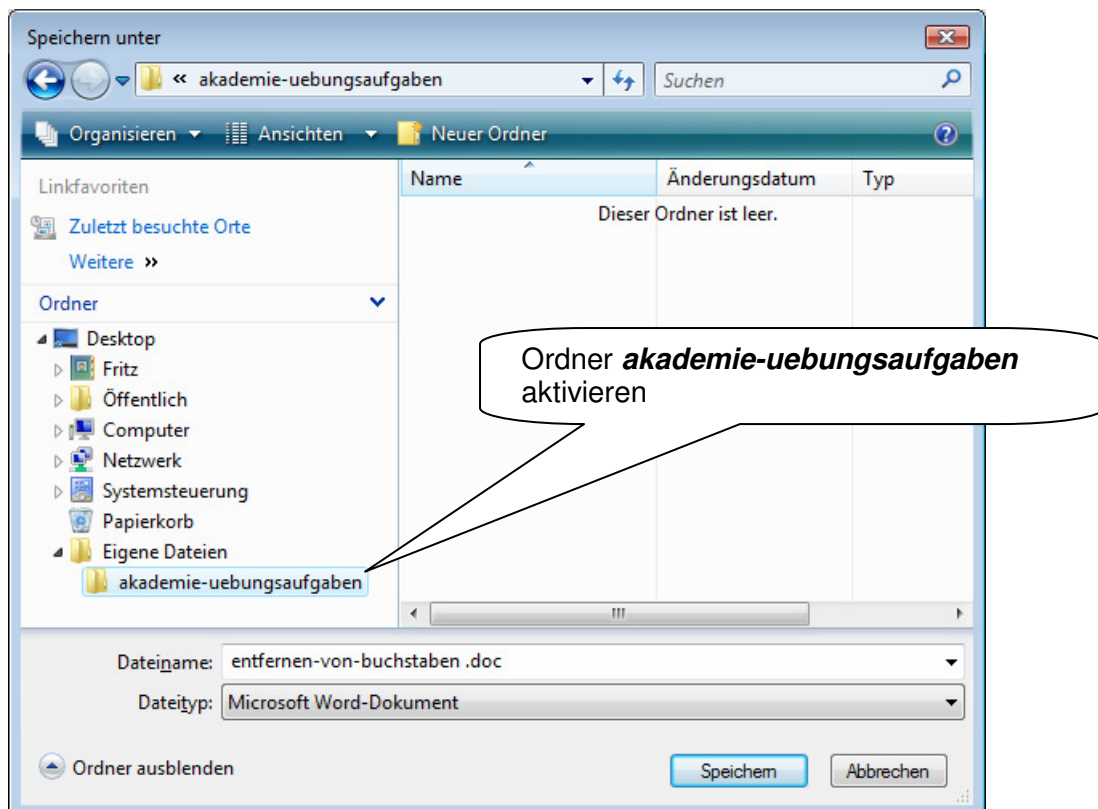 Speichern unter
« akademie-uebungsaufgaben
Suchen
Organisieren
Ansichten
Neuer Ordner
Linkfavoriten
Zuletzt besuchte Orte
Weitere »
Ordner
Desktop
Fritz
Öffentlich
Computer
Netzwerk
Systemsteuerung
Papierkorb
Eigene Dateien
akademie-uebungsaufgaben
Name Änderungsdatum Typ
Dieser Ordner ist leer.
Ordner akademie-uebungsaufgaben
aktivieren
Dateiname: entfernen-von-buchstaben .doc
Dateityp: Microsoft Word-Dokument
Ordner ausblenden
Speichern
Abbrechen